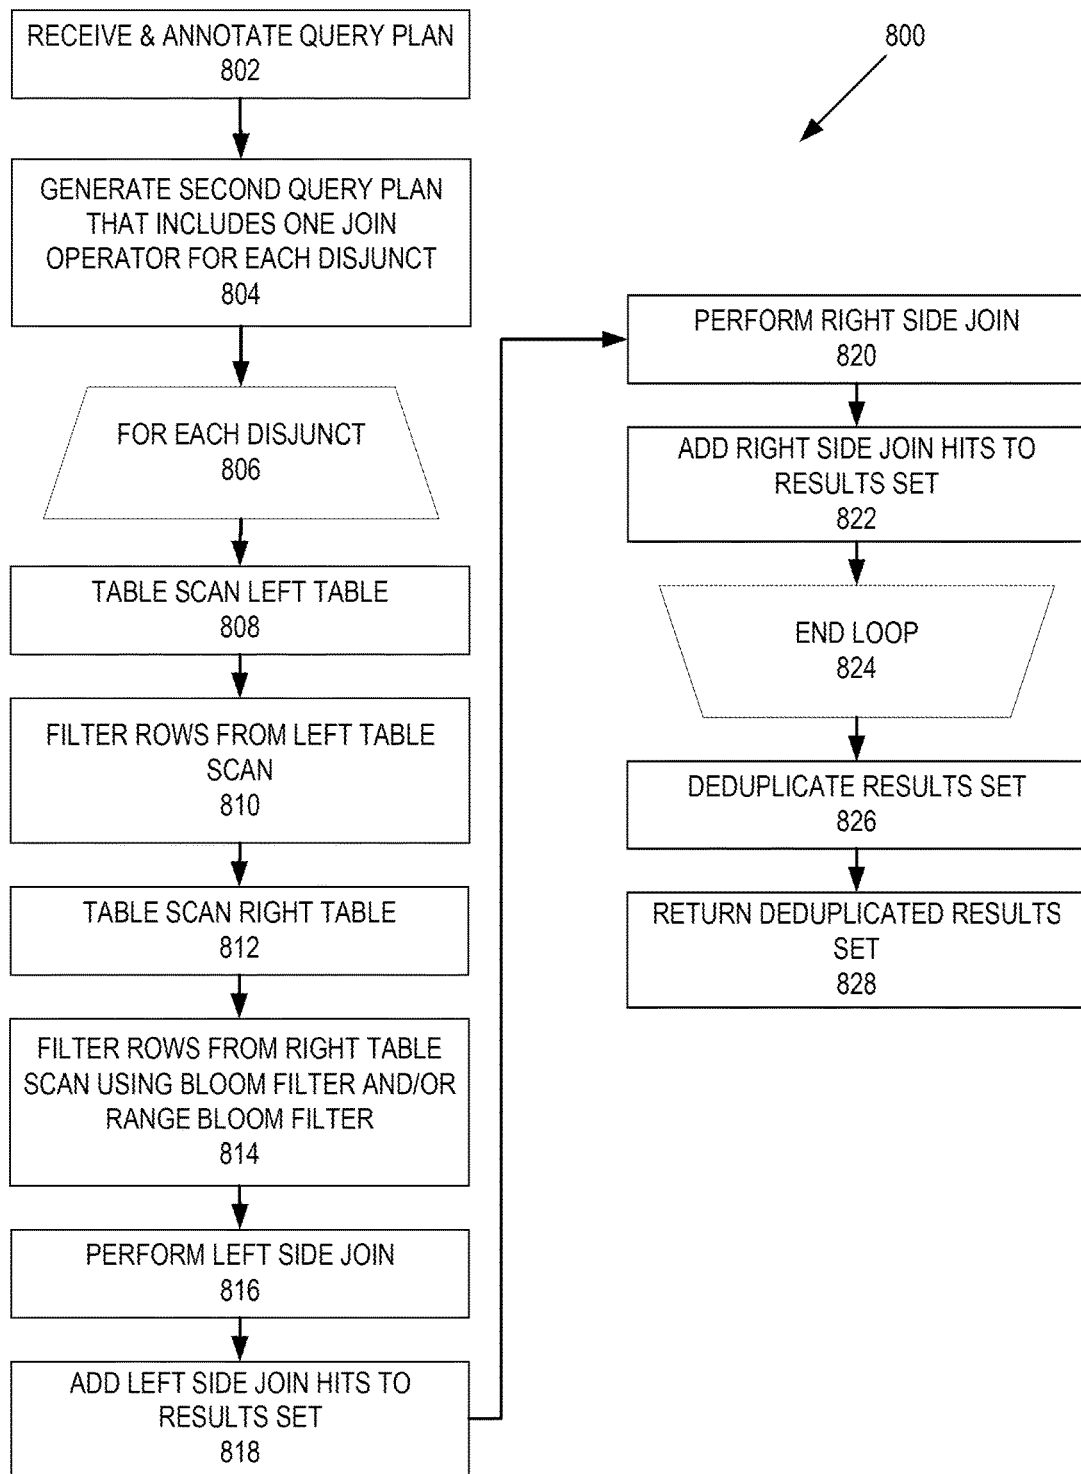 RECEIVE & ANNOTATE QUERY PLAN
802
800
GENERATE SECOND QUERY PLAN
THAT INCLUDES ONE JOIN
OPERATOR FOR EACH DISJUNCT
804
FOR EACH DISJUNCT
806
TABLE SCAN LEFT TABLE
808
FILTER ROWS FROM LEFT TABLE
SCAN
810
TABLE SCAN RIGHT TABLE
812
FILTER ROWS FROM RIGHT TABLE
SCAN USING BLOOM FILTER AND/OR
RANGE BLOOM FILTER
814
PERFORM LEFT SIDE JOIN
816
ADD LEFT SIDE JOIN HITS TO
RESULTS SET
818
PERFORM RIGHT SIDE JOIN
820
ADD RIGHT SIDE JOIN HITS TO
RESULTS SET
822
END LOOP
824
DEDUPLICATE RESULTS SET
826
RETURN DEDUPLICATED RESULTS
SET
828